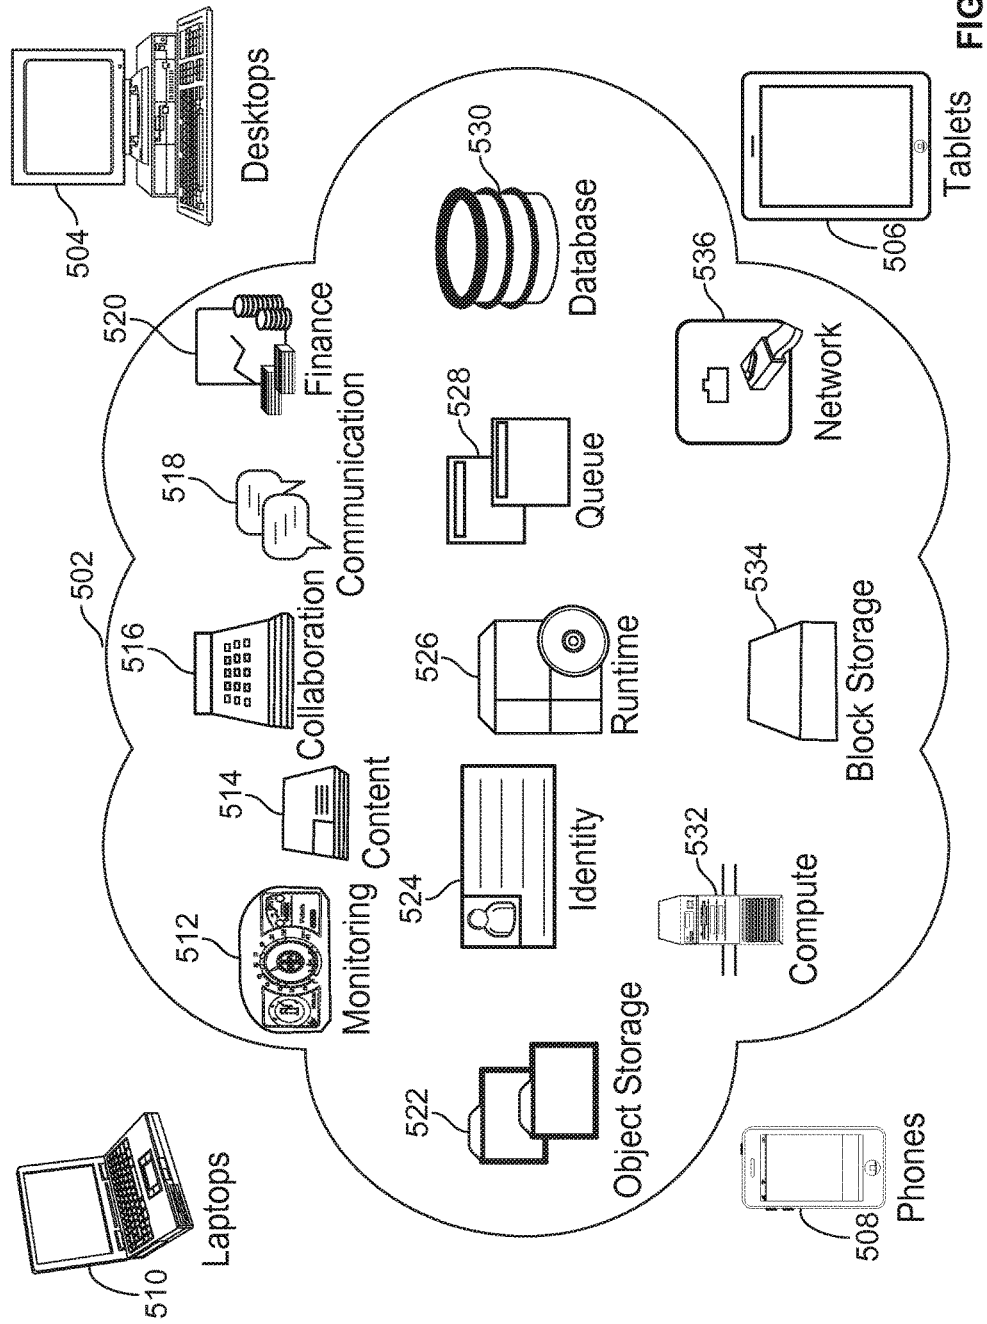 510
Laptops
502
504
Desktops
512
Monitoring
514
Content
516
Collaboration
518
Communication
520
Finance
522
Object Storage
524
Identity
526
Runtime
528
Queue
530
Database
532
Compute
534
Block Storage
536
Network
508
Phones
506
Tablets
FIG